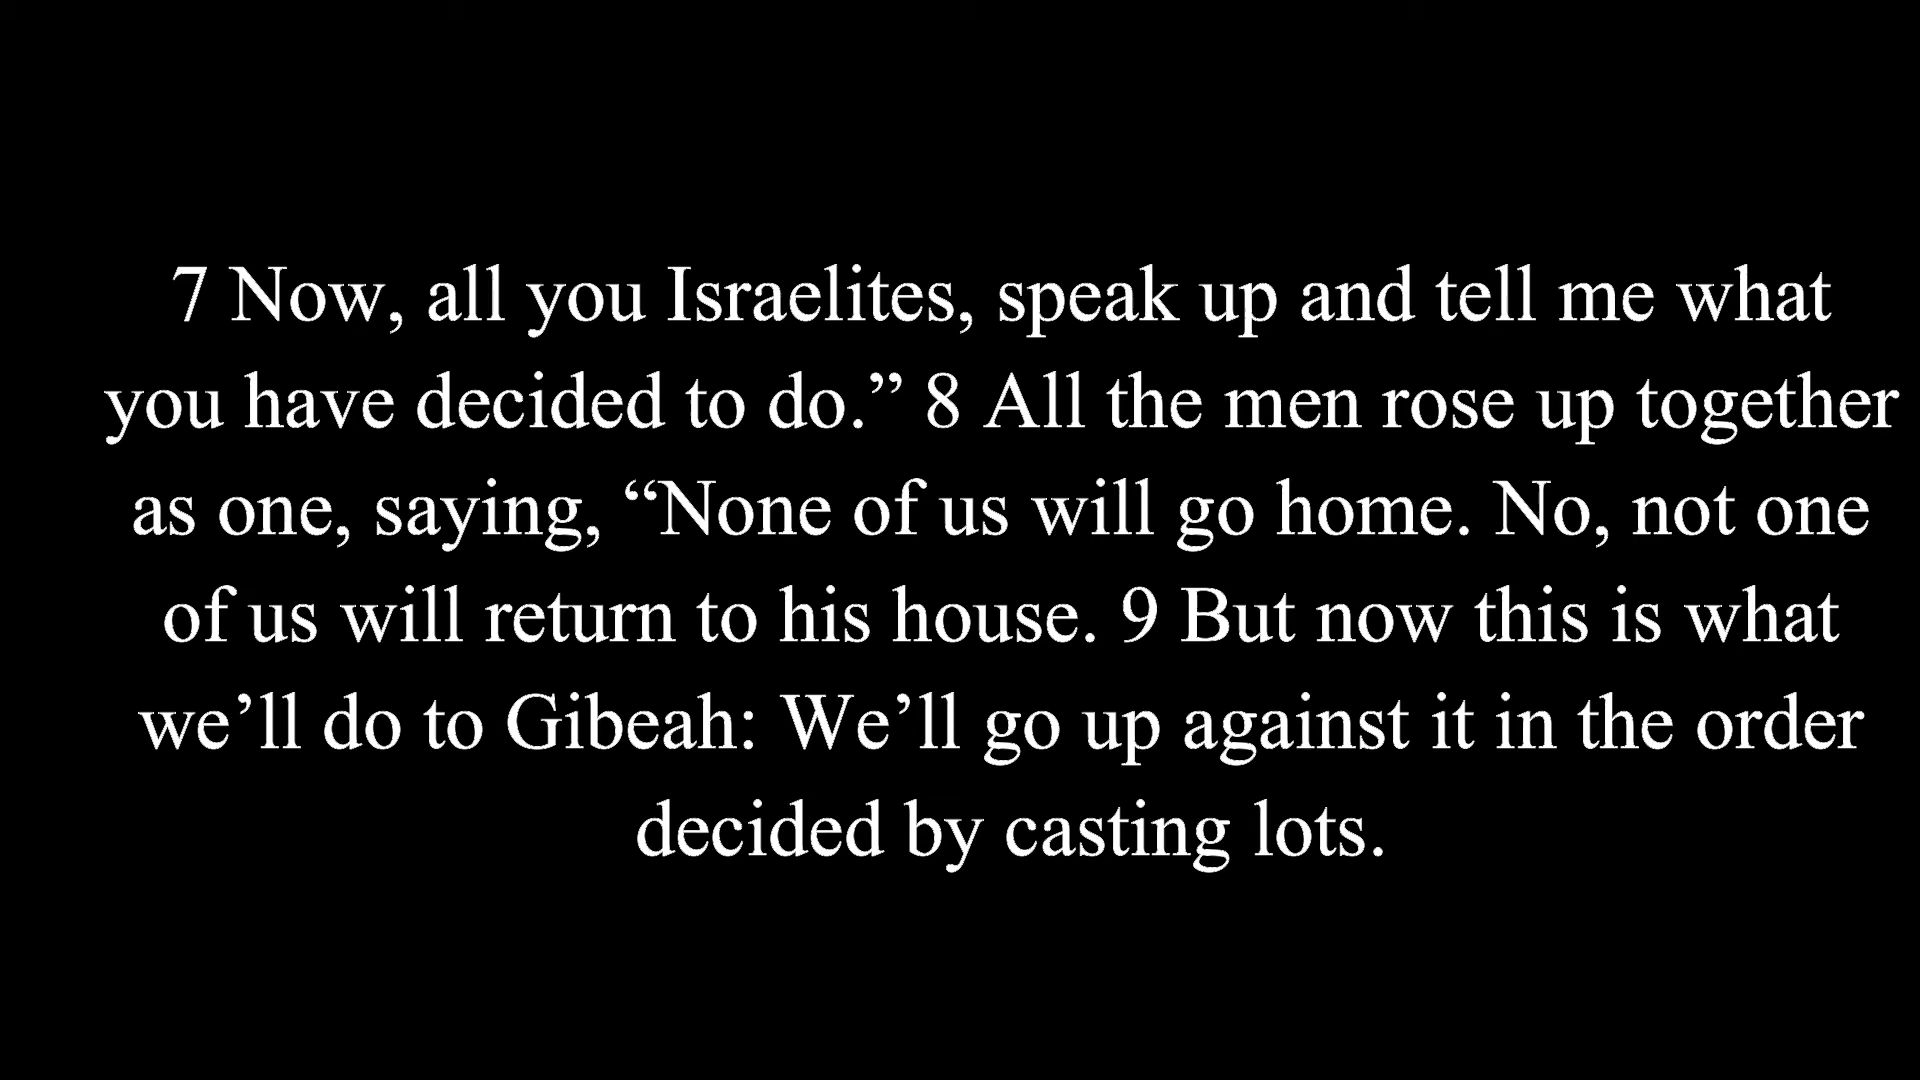 7 Now, all you Israelites, speak up and tell me what
you have decided to do.” 8 All the men rose up together
as one, saying, “None of us will go home. No, not one
of us will return to his house. 9 But now this is what
we’ll do to Gibeah: We’ll go up against it in the order
decided by casting lots.